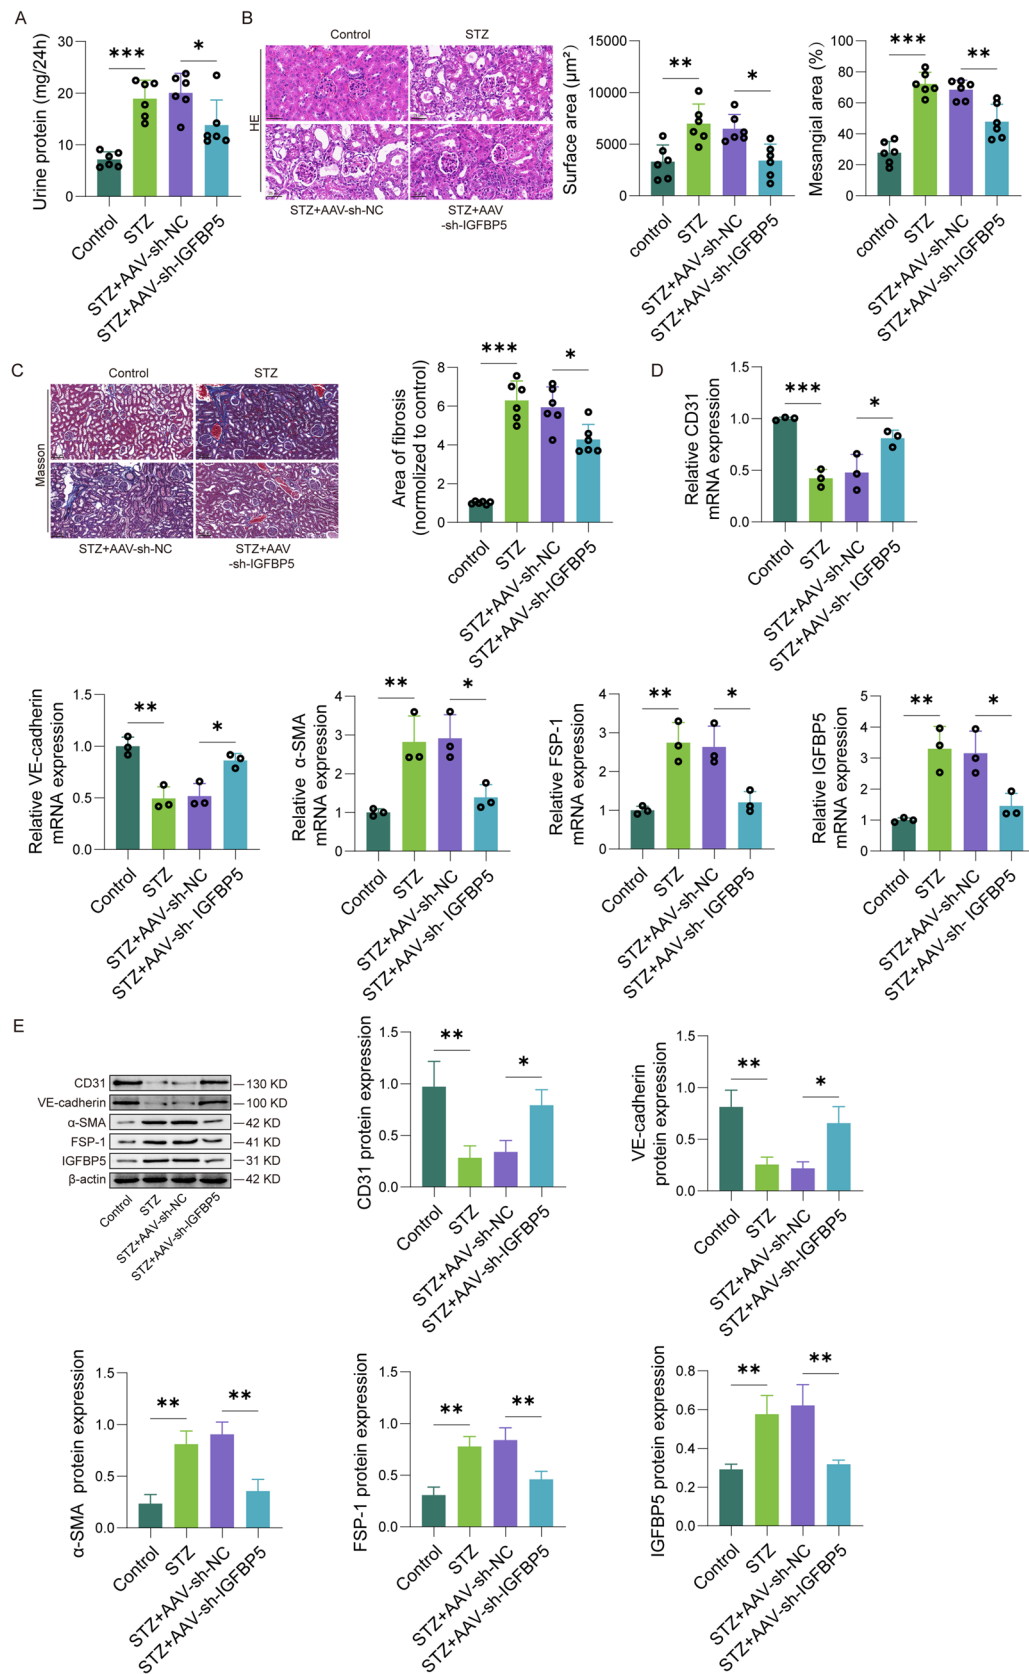 A
Urine protein (mg/24h)
30
20
10
0
***
*
Control
STZ
STZ+AAV-sh-NC
STZ+AAV-sh-IGFBP5
B
HE
Control
STZ
STZ+AAV-sh-NC
STZ+AAV
-sh-IGFBP5
Surface area (μm²)
15000
10000
5000
0
**
*
control
STZ
STZ+AAV-sh-NC
STZ+AAV-sh-IGFBP5
Mesangial area (%)
100
80
60
40
20
0
***
**
control
STZ
STZ+AAV-sh-NC
STZ+AAV-sh-IGFBP5
C
Masson
Control
STZ
STZ+AAV-sh-NC
STZ+AAV
-sh-IGFBP5
Area of fibrosis
(normalized to control)
8
6
4
2
0
***
*
control
STZ
STZ+AAV-sh-NC
STZ+AAV-sh-IGFBP5
D
Relative CD31
mRNA expression
1.5
1.0
0.5
0.0
***
*
Control
STZ
STZ+AAV-sh-NC
STZ+AAV-sh- IGFBP5
Relative VE-cadherin
mRNA expression
1.5
1.0
0.5
0.0
**
*
Control
STZ
STZ+AAV-sh-NC
STZ+AAV-sh- IGFBP5
Relative α-SMA
mRNA expression
4
3
2
1
0
**
*
Control
STZ
STZ+AAV-sh-NC
STZ+AAV-sh- IGFBP5
Relative FSP-1
mRNA expression
4
3
2
1
0
**
*
Control
STZ
STZ+AAV-sh-NC
STZ+AAV-sh- IGFBP5
Relative IGFBP5
mRNA expression
5
4
3
2
1
0
**
*
Control
STZ
STZ+AAV-sh-NC
STZ+AAV-sh- IGFBP5
E
CD31 130 KD
VE-cadherin 100 KD
α-SMA 42 KD
FSP-1 41 KD
IGFBP5 31 KD
β-actin 42 KD
Control
STZ
STZ+AAV-sh-NC
STZ+AAV-sh-IGFBP5
CD31 protein expression
1.5
1.0
0.5
0.0
**
*
Control
STZ
STZ+AAV-sh-NC
STZ+AAV-sh-IGFBP5
VE-cadherin
protein expression
1.5
1.0
0.5
0.0
**
*
Control
STZ
STZ+AAV-sh-NC
STZ+AAV-sh-IGFBP5
α-SMA protein expression
1.5
1.0
0.5
0.0
**
**
Control
STZ
STZ+AAV-sh-NC
STZ+AAV-sh-IGFBP5
FSP-1 protein expression
1.5
1.0
0.5
0.0
**
**
Control
STZ
STZ+AAV-sh-NC
STZ+AAV-sh-IGFBP5
IGFBP5 protein expression
0.8
0.6
0.4
0.2
0.0
**
**
Control
STZ
STZ+AAV-sh-NC
STZ+AAV-sh-IGFBP5